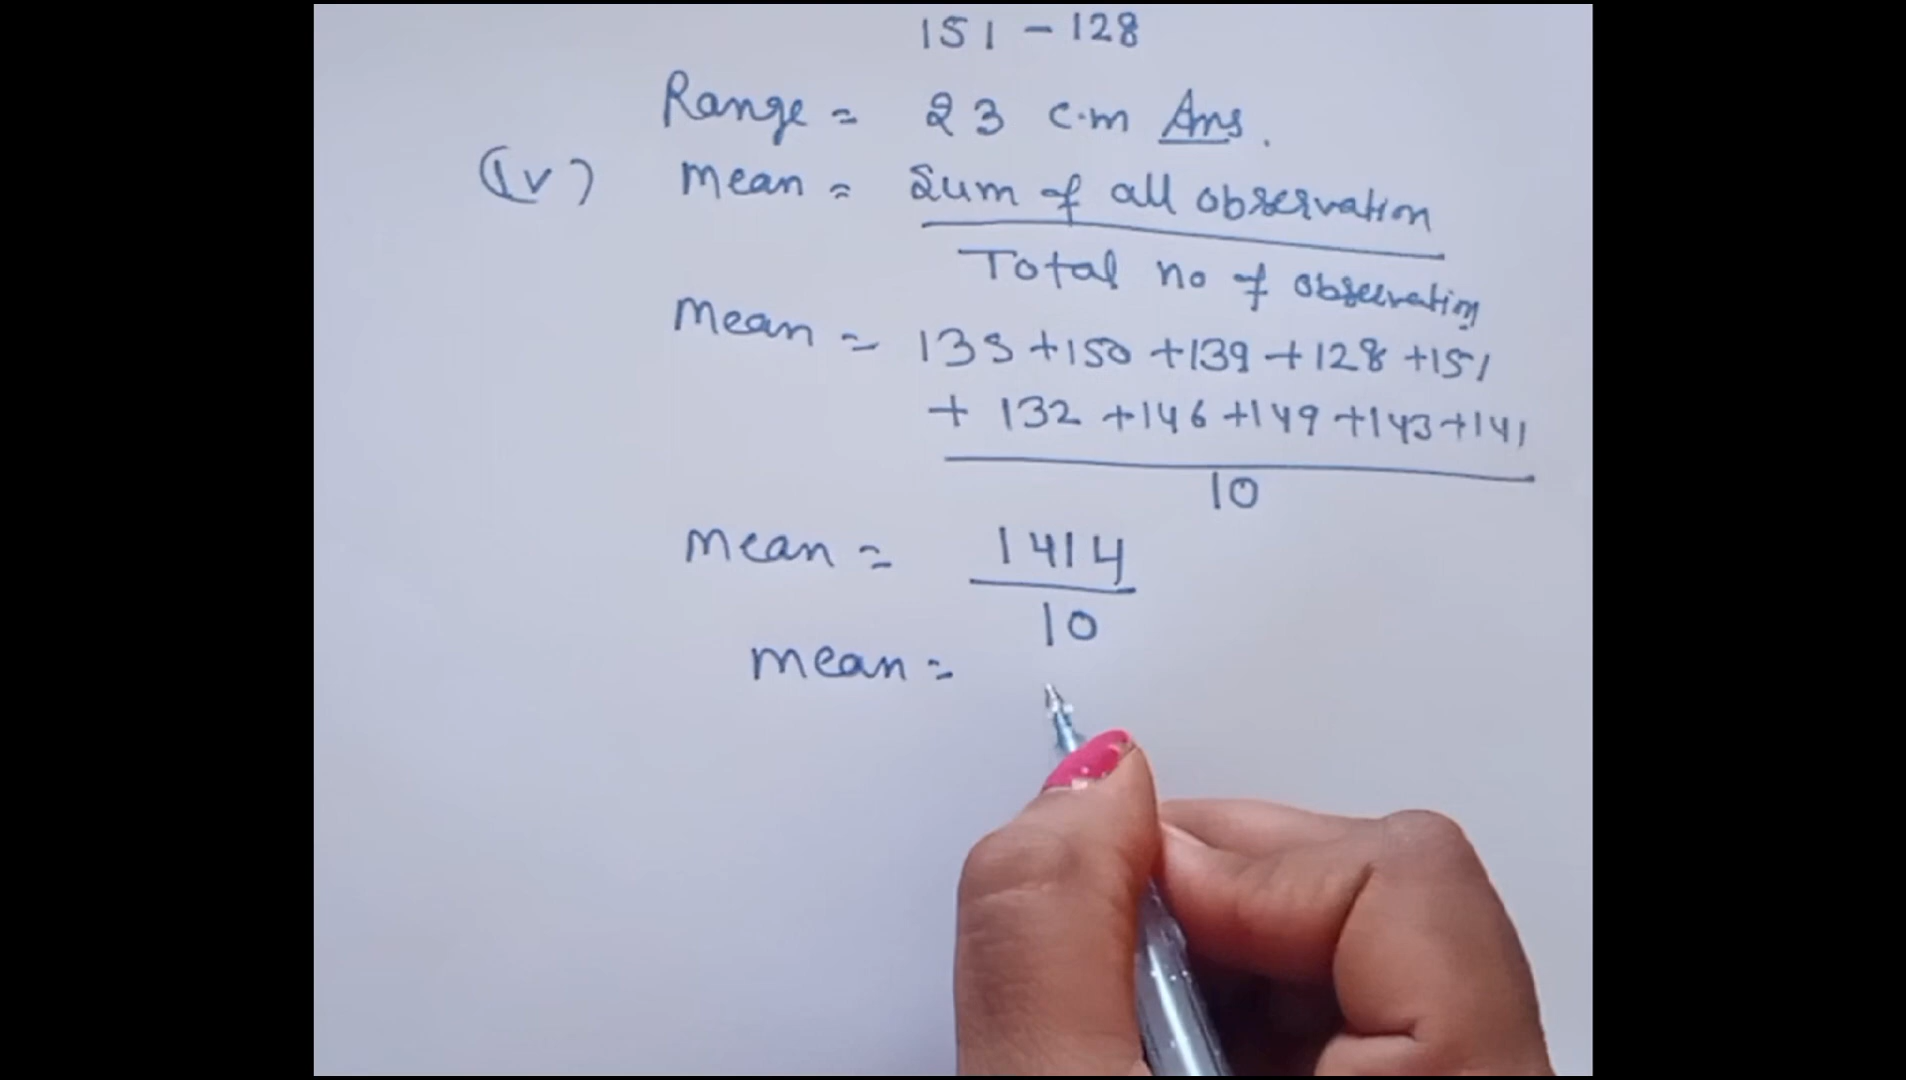 151 - 128
Range = 23 c.m Ans.
(iv) mean = Sum of all observation
Total no of observation
mean = 135 +150 +139 +128 +151
+ 132 +146 +149 +143 +141
10
mean = 1414
10
mean =